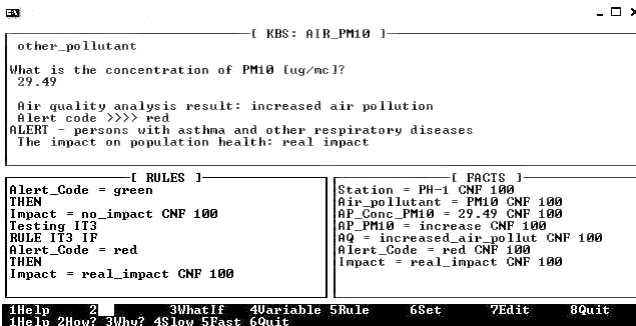 [ KBS: AIR_PM10 ]
other_pollutant
What is the concentration of PM10 [ug/mc]?
29.49
Air quality analysis result: increased air pollution
Alert code >>>> red
ALERT - persons with asthma and other respiratory diseases
The impact on population health: real impact
[ RULES ]
Alert_Code = green
THEN
Impact = no_impact CNF 100
Testing IT3
RULE IT3 IF
Alert_Code = red
THEN
Impact = real_impact CNF 100
[ FACTS ]
Station = PH-1 CNF 100
Air_pollutant = PM10 CNF 100
AP_Conc_PM10 = 29.49 CNF 100
AP_PM10 = increase CNF 100
AQ = increased_air_pollut CNF 100
Alert_Code = red CNF 100
Impact = real_impact CNF 100
1Help 2 3WhatIf 4Variable 5Rule 6Set 7Edit 8Quit
1Help 2How? 3Why? 4Slow 5Fast 6Quit